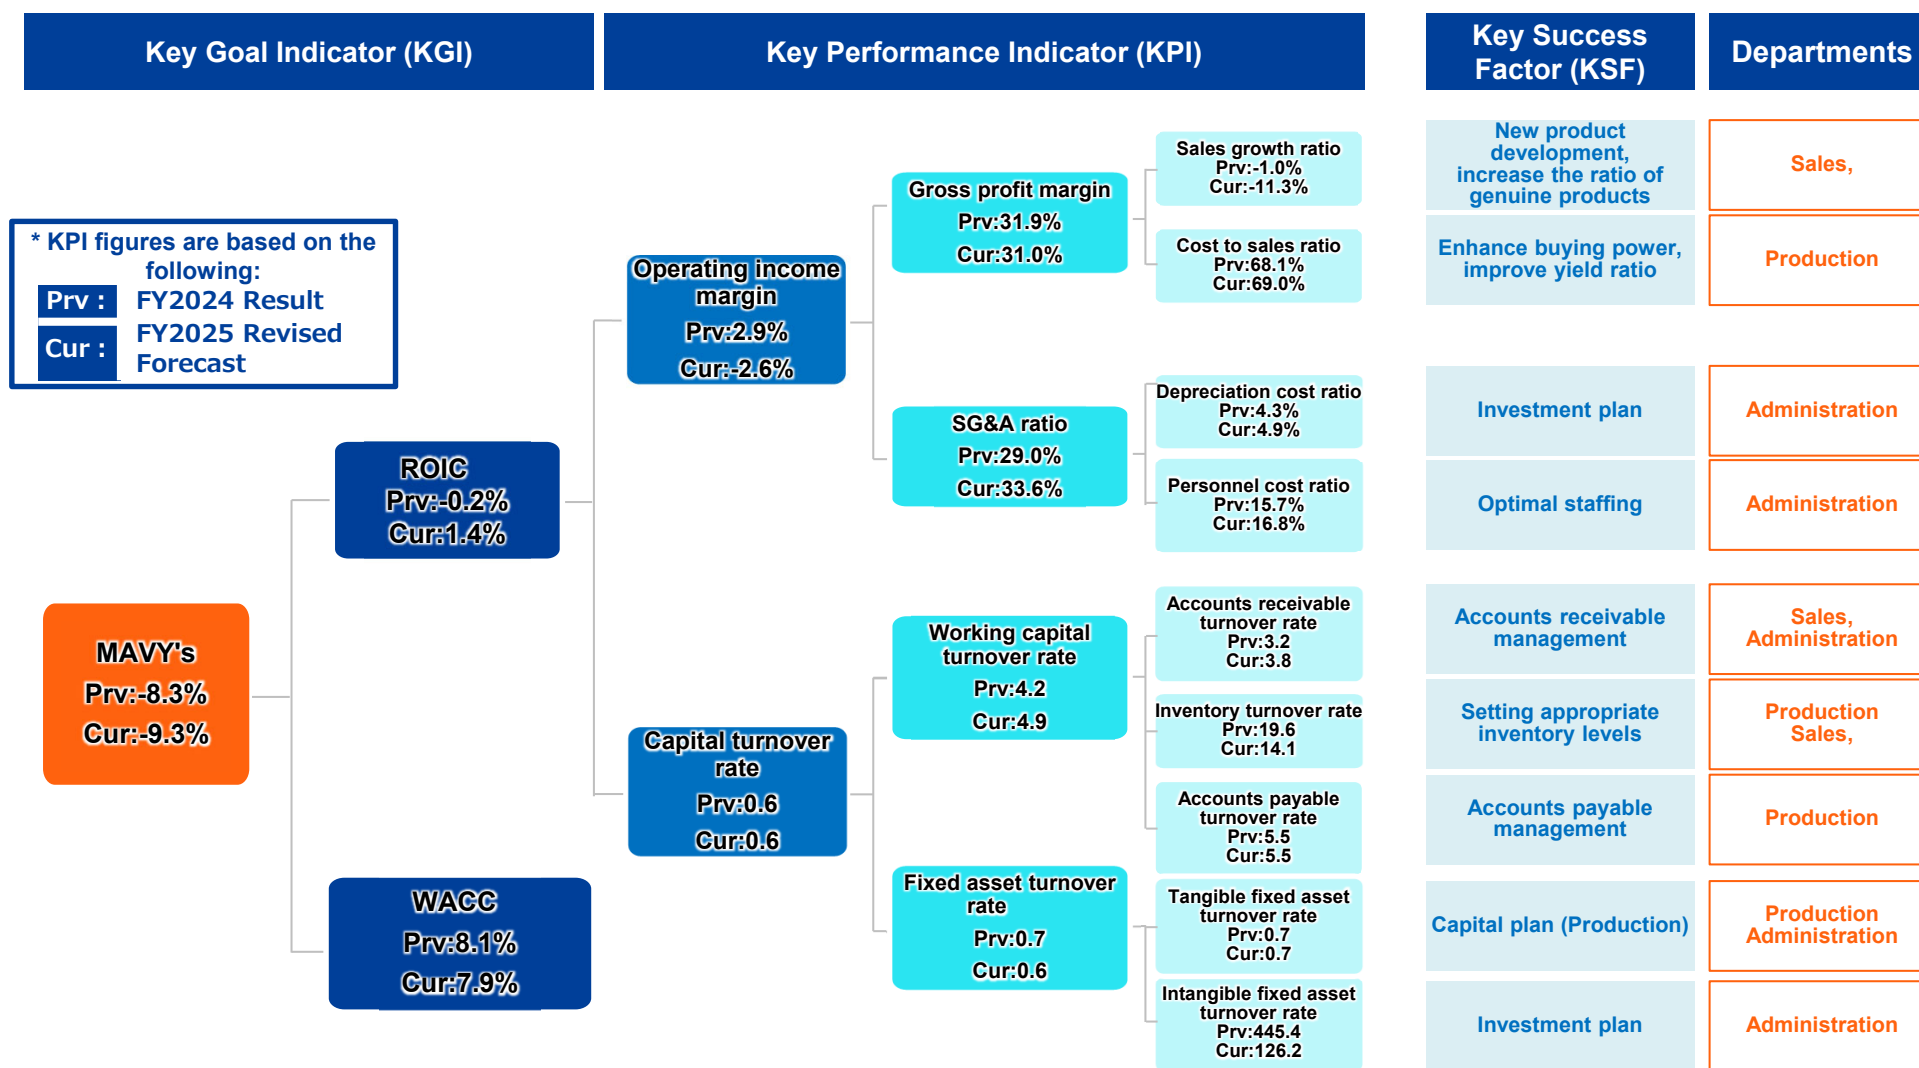 Key Goal Indicator (KGI)
Key Performance Indicator (KPI)
Key Success
Factor (KSF)
Departments
* KPI figures are based on the
following:
Prv : FY2024 Result
Cur : FY2025 Revised
Forecast
MAVY's
Prv:-8.3%
Cur:-9.3%
ROIC
Prv:-0.2%
Cur:1.4%
WACC
Prv:8.1%
Cur:7.9%
Operating income
margin
Prv:2.9%
Cur:-2.6%
Capital turnover
rate
Prv:0.6
Cur:0.6
Gross profit margin
Prv:31.9%
Cur:31.0%
SG&A ratio
Prv:29.0%
Cur:33.6%
Working capital
turnover rate
Prv:4.2
Cur:4.9
Fixed asset turnover
rate
Prv:0.7
Cur:0.6
Sales growth ratio
Prv:-1.0%
Cur:-11.3%
Cost to sales ratio
Prv:68.1%
Cur:69.0%
Depreciation cost ratio
Prv:4.3%
Cur:4.9%
Personnel cost ratio
Prv:15.7%
Cur:16.8%
Accounts receivable
turnover rate
Prv:3.2
Cur:3.8
Inventory turnover rate
Prv:19.6
Cur:14.1
Accounts payable
turnover rate
Prv:5.5
Cur:5.5
Tangible fixed asset
turnover rate
Prv:0.7
Cur:0.7
Intangible fixed asset
turnover rate
Prv:445.4
Cur:126.2
New product
development,
increase the ratio of
genuine products
Enhance buying power,
improve yield ratio
Investment plan
Optimal staffing
Accounts receivable
management
Setting appropriate
inventory levels
Accounts payable
management
Capital plan (Production)
Investment plan
Sales,
Production
Administration
Administration
Sales,
Administration
Production
Sales,
Production
Production
Administration
Administration